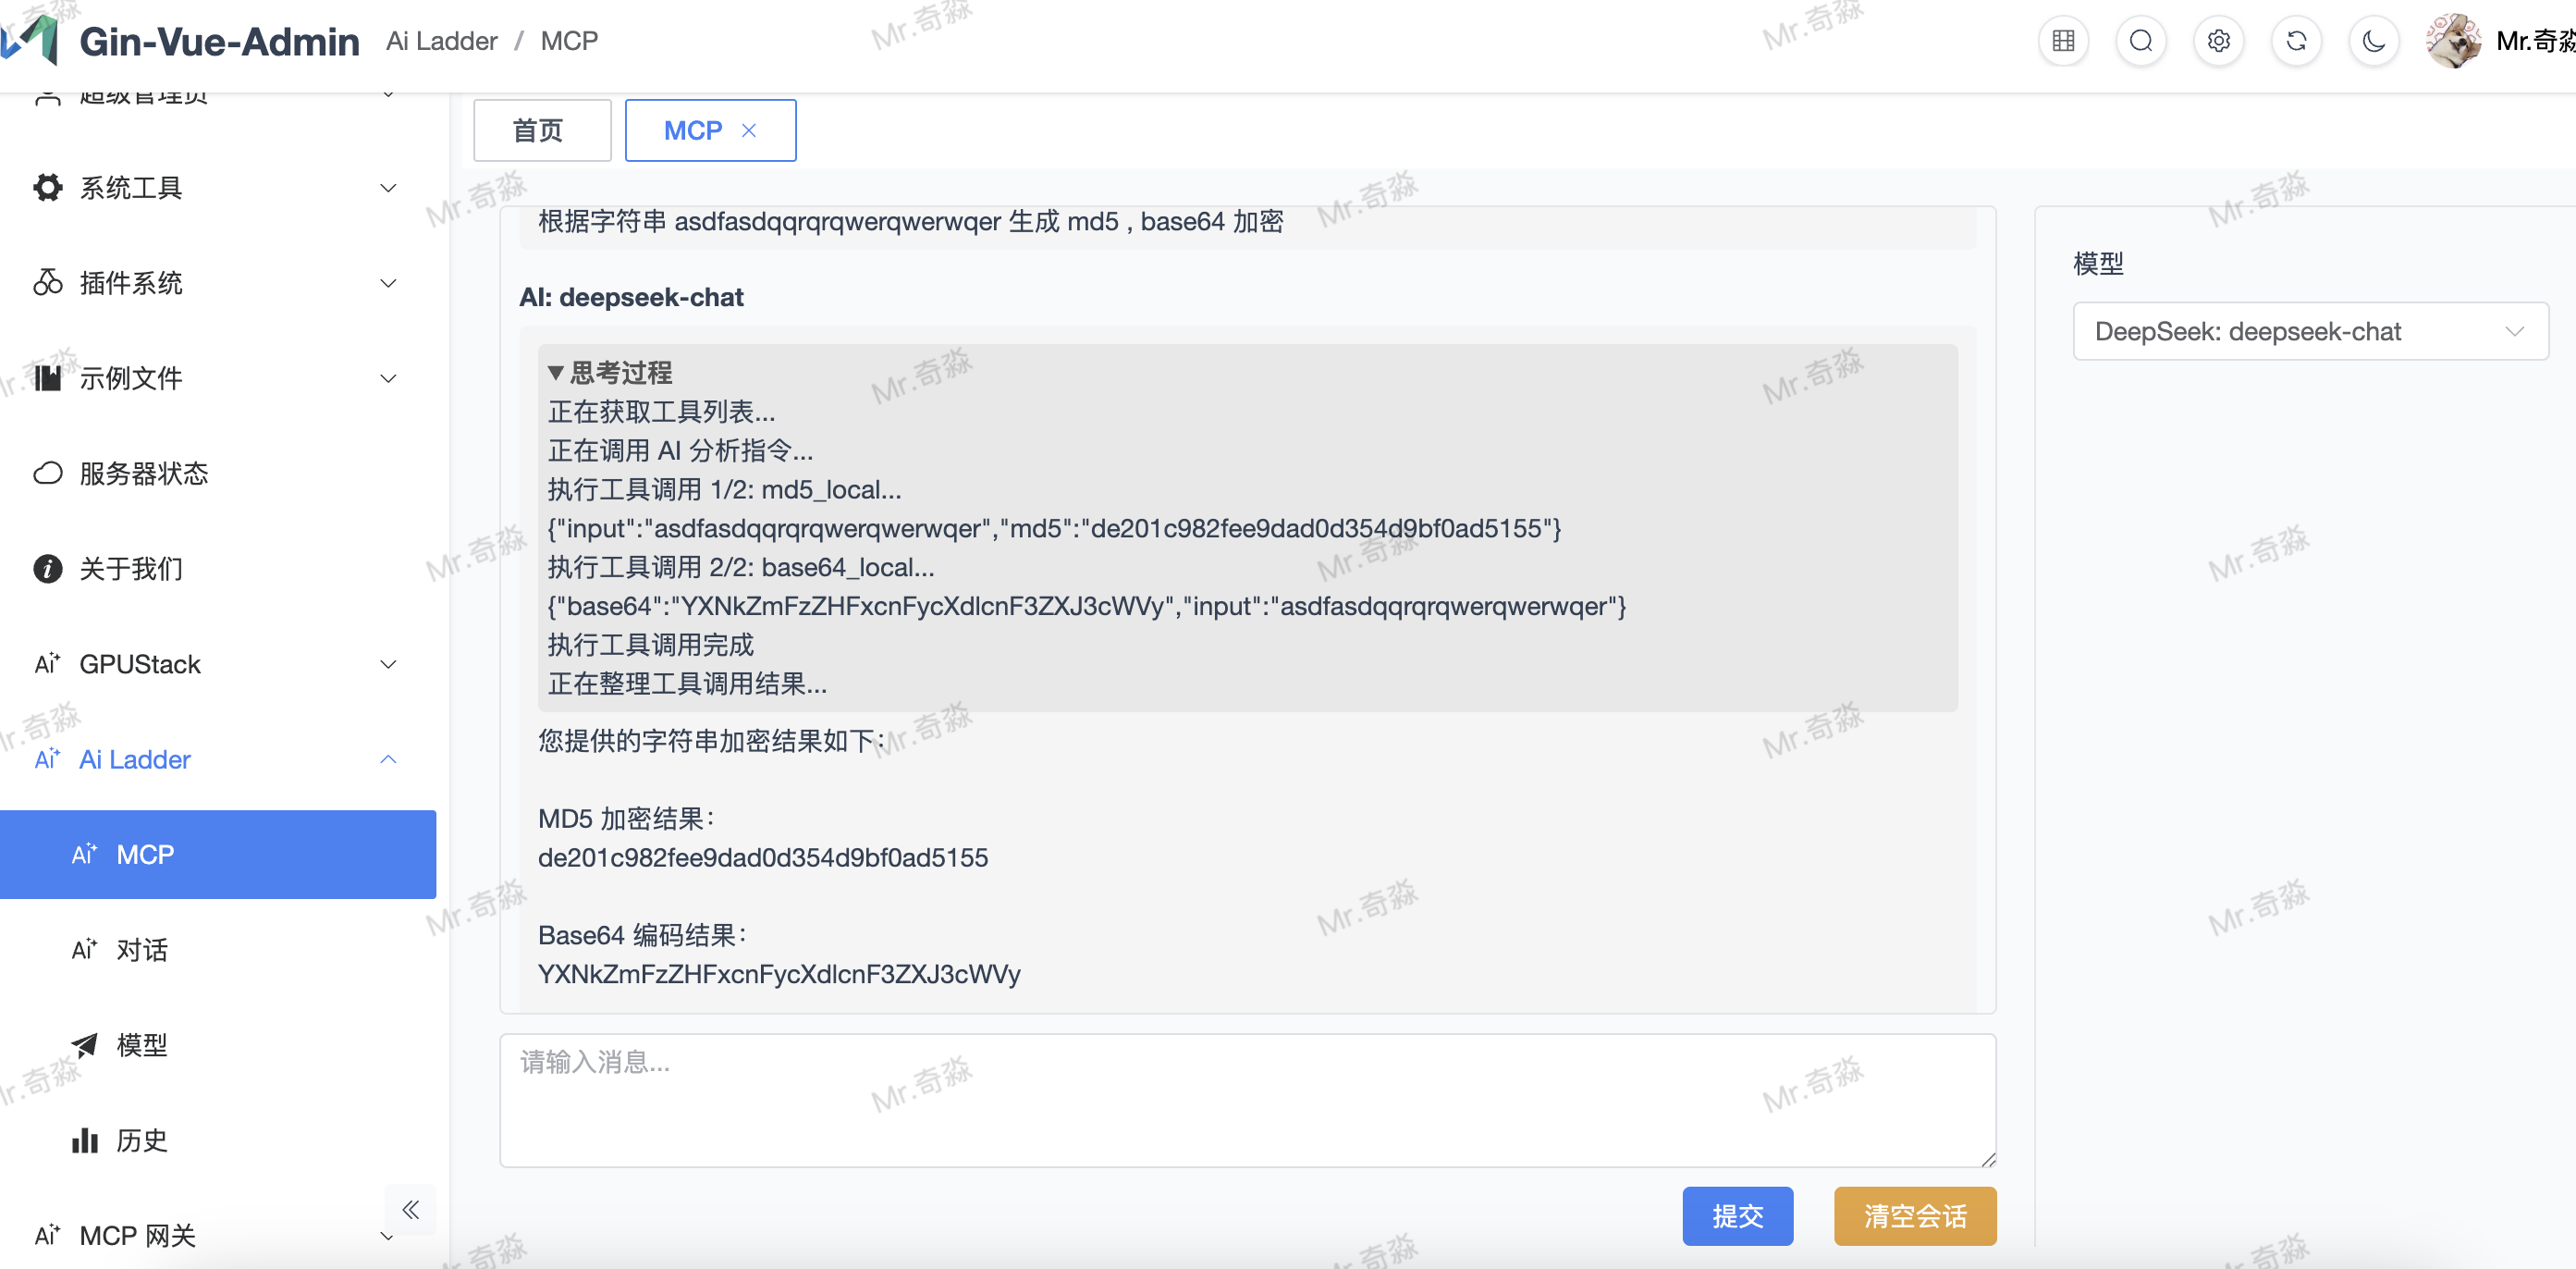 Gin-Vue-Admin
Ai Ladder / MCP
Mr.奇淼
超级管理员
系统工具
插件系统
示例文件
服务器状态
关于我们
GPUStack
Ai Ladder
MCP
对话
模型
历史
MCP 网关
首页
MCP
根据字符串 asdfasdqqrqrqwerqwerwqer 生成 md5 , base64 加密
AI: deepseek-chat
▼思考过程
正在获取工具列表...
正在调用 AI 分析指令...
执行工具调用 1/2: md5_local...
{"input":"asdfasdqqrqrqwerqwerwqer","md5":"de201c982fee9dad0d354d9bf0ad5155"}
执行工具调用 2/2: base64_local...
{"base64":"YXNkZmFzZHFxcnFycXdlcnF3ZXJ3cWVy","input":"asdfasdqqrqrqwerqwerwqer"}
执行工具调用完成
正在整理工具调用结果...
您提供的字符串加密结果如下：
MD5 加密结果：
de201c982fee9dad0d354d9bf0ad5155
Base64 编码结果：
YXNkZmFzZHFxcnFycXdlcnF3ZXJ3cWVy
请输入消息...
提交
清空会话
模型
DeepSeek: deepseek-chat